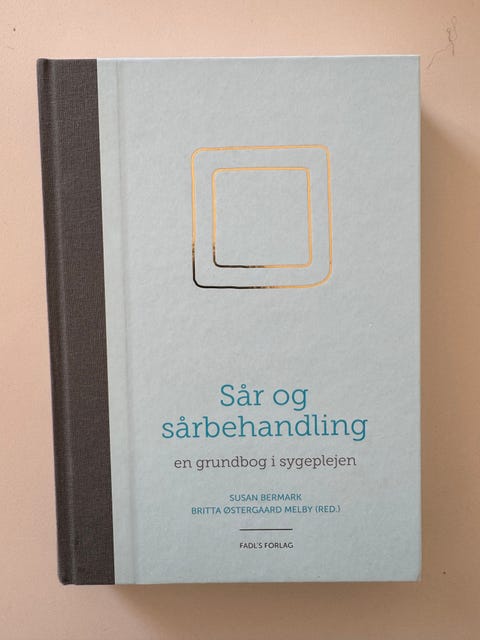 Sår og
sårbehandling
en grundbog i sygeplejen
SUSAN BERMARK
BRITTA ØSTERGAARD MELBY (RED.)
FADL'S FORLAG